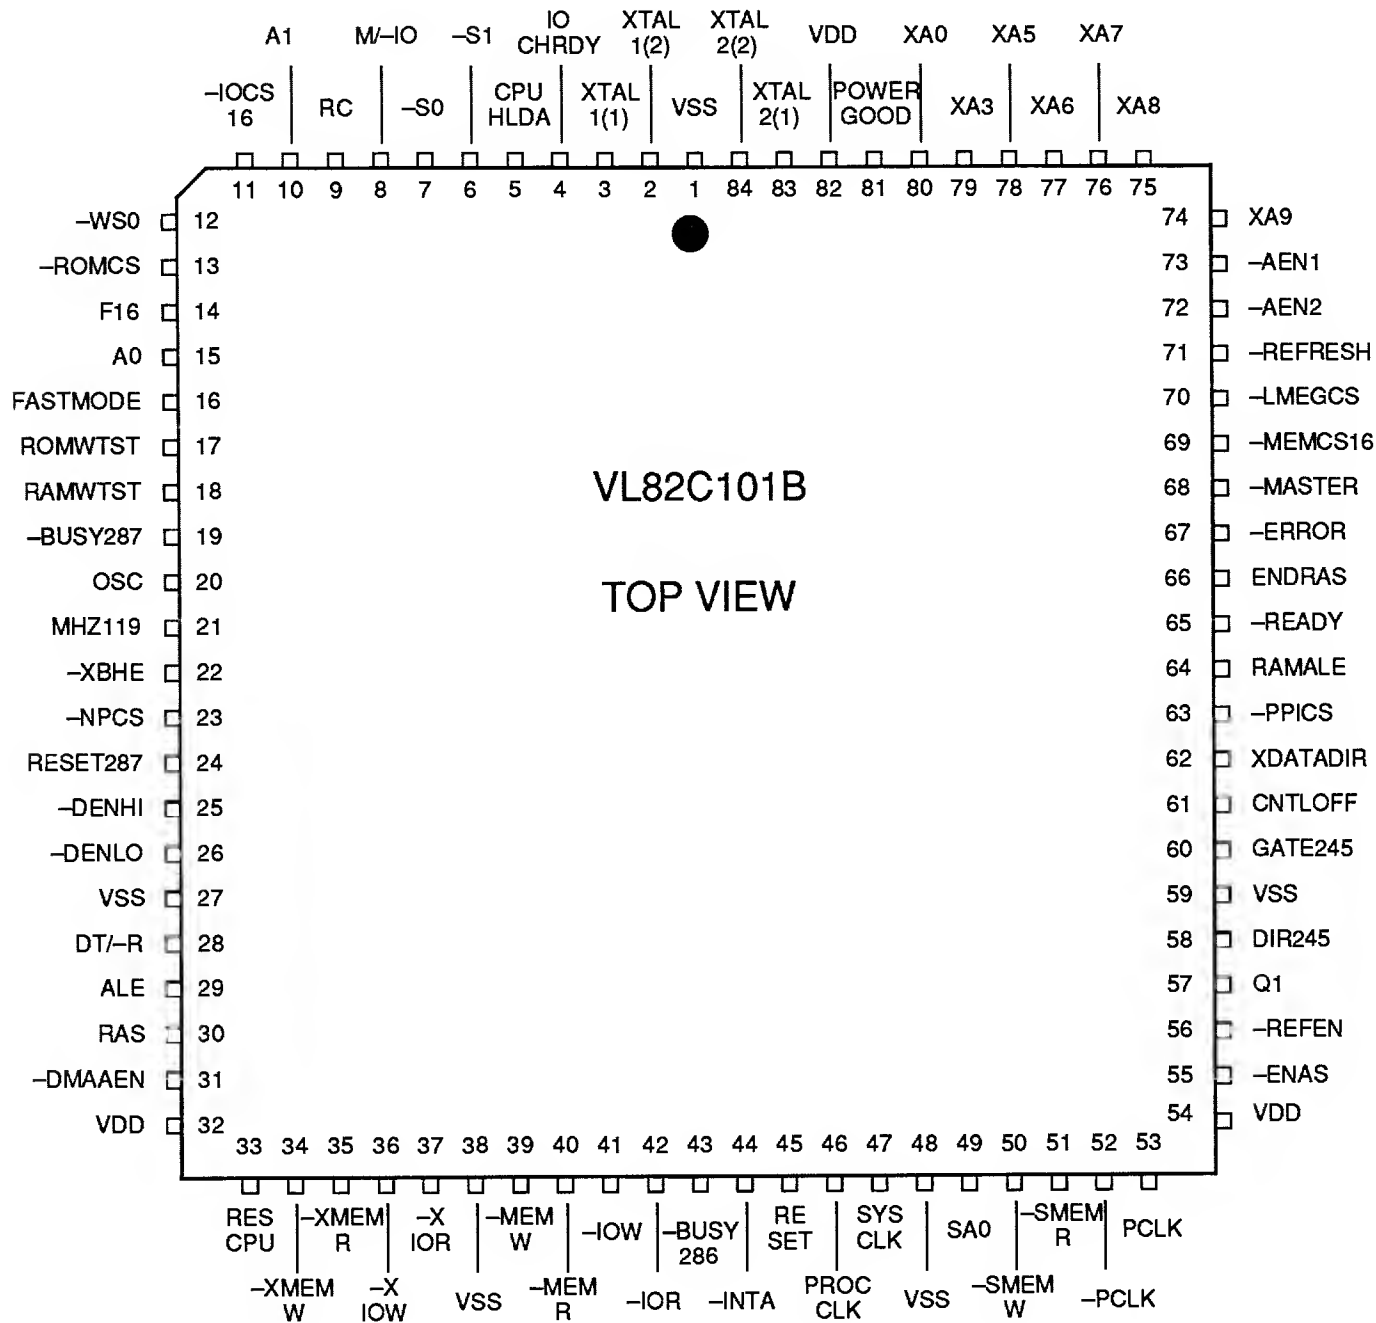 A1 M/–IO –S1 IO CHRDY XTAL 1(2) XTAL 2(2) VDD XA0 XA5 XA7
–IOCS 16 RC –S0 CPU HLDA XTAL 1(1) VSS XTAL 2(1) POWER GOOD XA3 XA6 XA8
11 10 9 8 7 6 5 4 3 2 1 84 83 82 81 80 79 78 77 76 75
–WS0 12
–ROMCS 13
F16 14
A0 15
FASTMODE 16
ROMWTST 17
RAMWTST 18
–BUSY287 19
OSC 20
MHZ119 21
–XBHE 22
–NPCS 23
RESET287 24
–DENHI 25
–DENLO 26
VSS 27
DT/–R 28
ALE 29
RAS 30
–DMAAEN 31
VDD 32
VL82C101B
TOP VIEW
74 XA9
73 –AEN1
72 –AEN2
71 –REFRESH
70 –LMEGCS
69 –MEMCS16
68 –MASTER
67 –ERROR
66 ENDRAS
65 –READY
64 RAMALE
63 –PPICS
62 XDATADIR
61 CNTLOFF
60 GATE245
59 VSS
58 DIR245
57 Q1
56 –REFEN
55 –ENAS
54 VDD
33 34 35 36 37 38 39 40 41 42 43 44 45 46 47 48 49 50 51 52 53
RES CPU –XMEM R –X IOR –MEM W –IOW –BUSY 286 RE SET SYS CLK SA0 –SMEM R PCLK
–XMEM W –X IOW VSS –MEM R –IOR –INTA PROC CLK VSS –SMEM W –PCLK